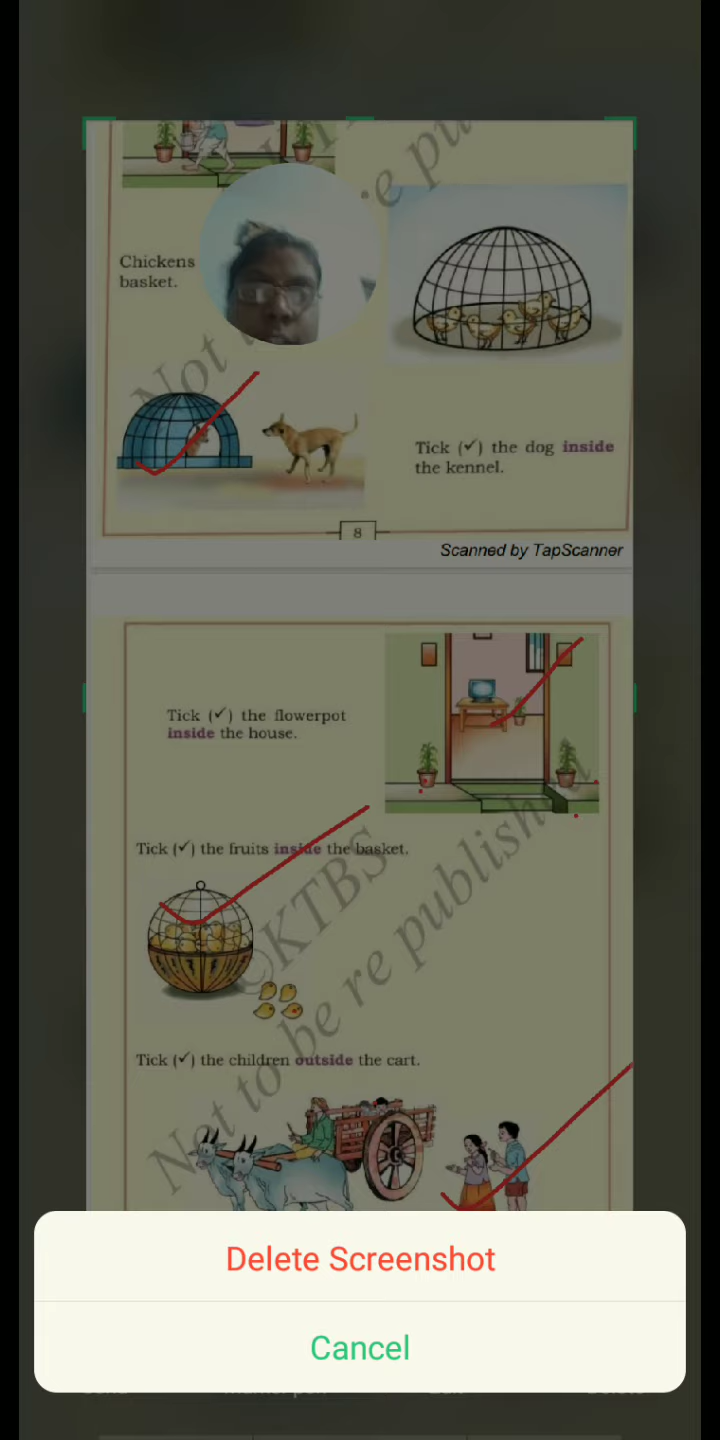 Chickens
basket.
Tick (✓) the dog inside
the kennel.
8
Scanned by TapScanner
Tick (✓) the flowerpot
inside the house.
Tick (✓) the fruits inside the basket.
©KTBS
Not to be re published
Tick (✓) the children outside the cart.
Delete Screenshot
Cancel